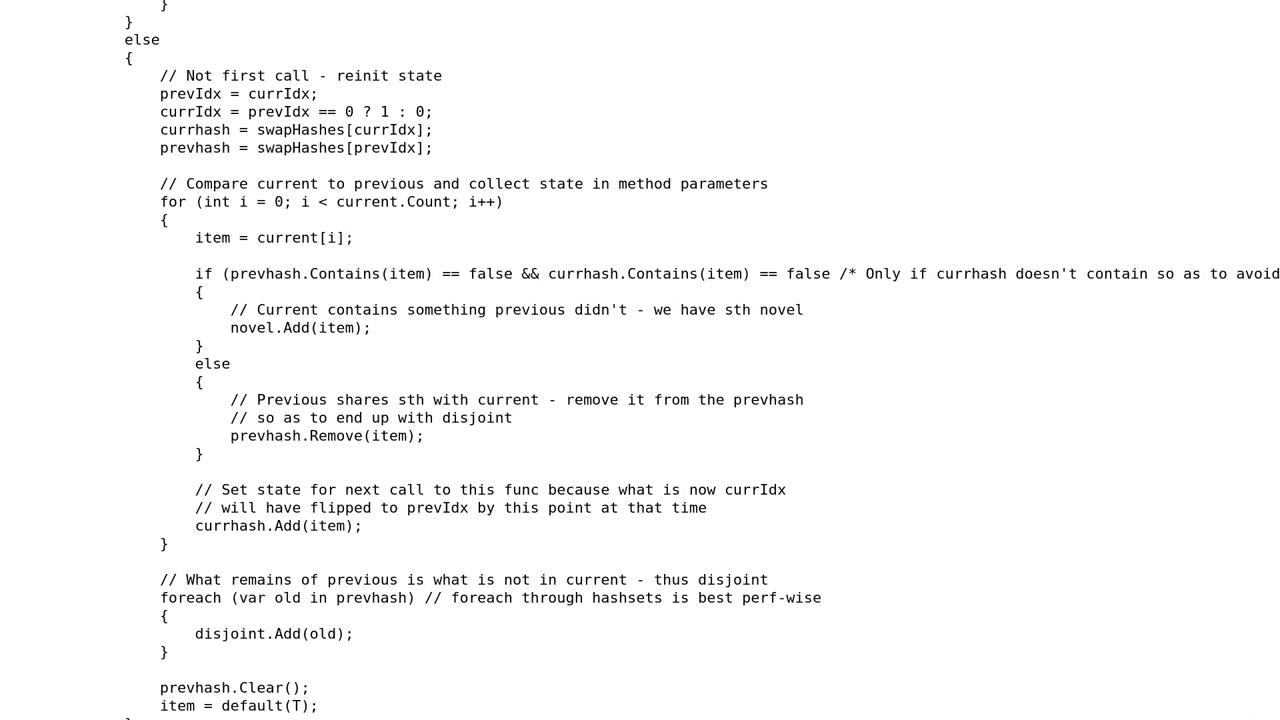 }
}
else
{
// Not first call - reinit state
prevIdx = currIdx;
currIdx = prevIdx == 0 ? 1 : 0;
currhash = swapHashes[currIdx];
prevhash = swapHashes[prevIdx];
// Compare current to previous and collect state in method parameters
for (int i = 0; i < current.Count; i++)
{
item = current[i];
if (prevhash.Contains(item) == false && currhash.Contains(item) == false /* Only if currhash doesn't contain so as to avoid
{
// Current contains something previous didn't - we have sth novel
novel.Add(item);
}
else
{
// Previous shares sth with current - remove it from the prevhash
// so as to end up with disjoint
prevhash.Remove(item);
}
// Set state for next call to this func because what is now currIdx
// will have flipped to prevIdx by this point at that time
currhash.Add(item);
}
// What remains of previous is what is not in current - thus disjoint
foreach (var old in prevhash) // foreach through hashsets is best perf-wise
{
disjoint.Add(old);
}
prevhash.Clear();
item = default(T);
}